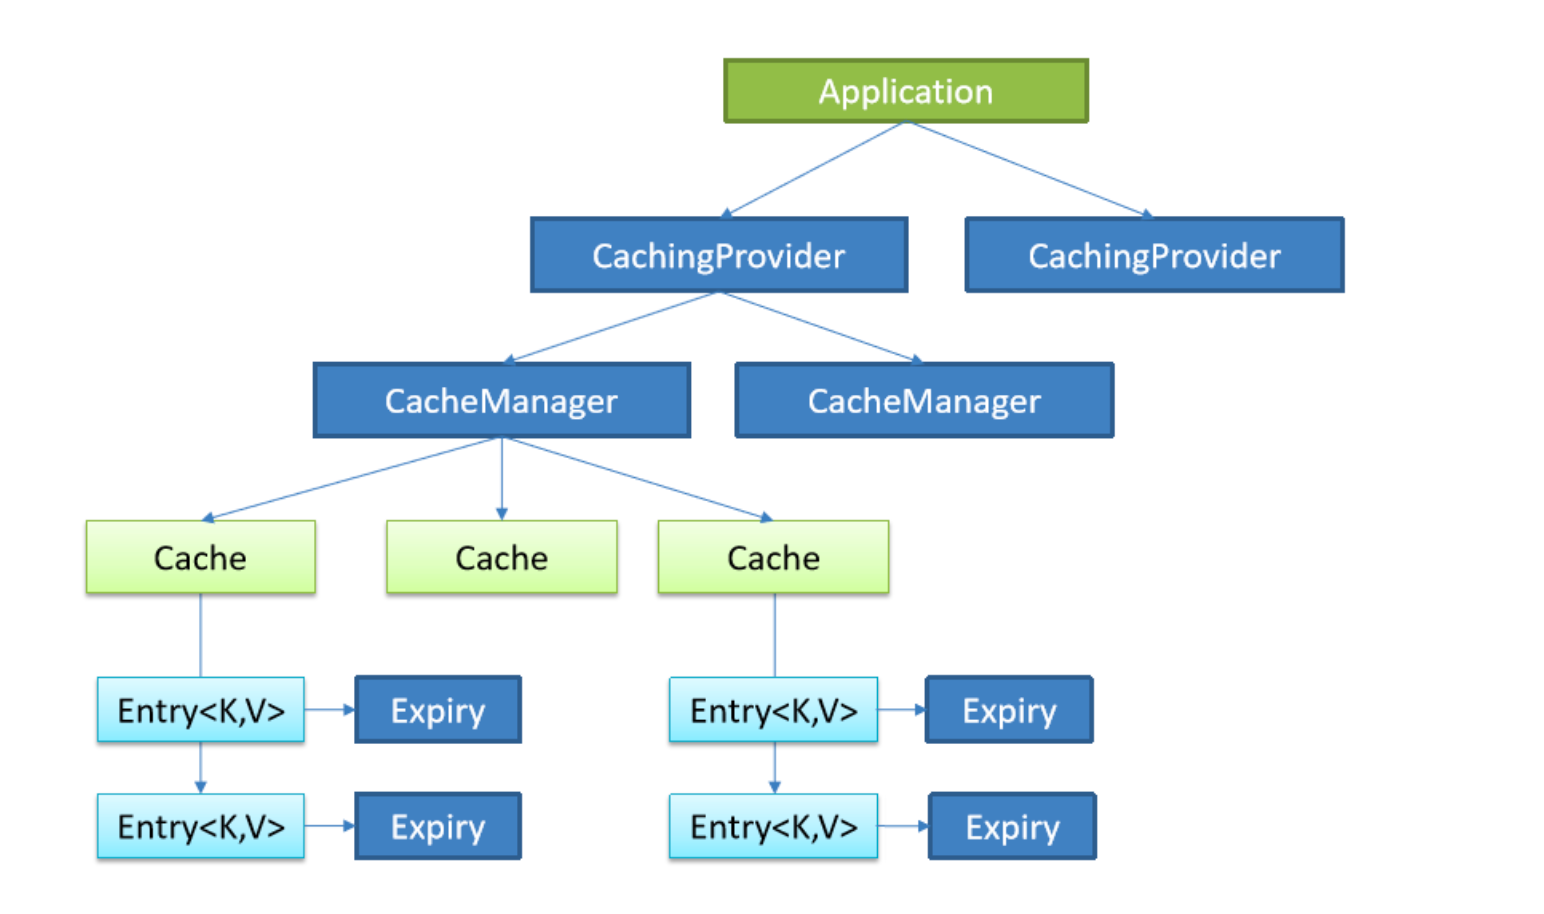 Application
CachingProvider
CachingProvider
CacheManager
CacheManager
Cache
Cache
Cache
Entry<K,V>
Expiry
Entry<K,V>
Expiry
Entry<K,V>
Expiry
Entry<K,V>
Expiry